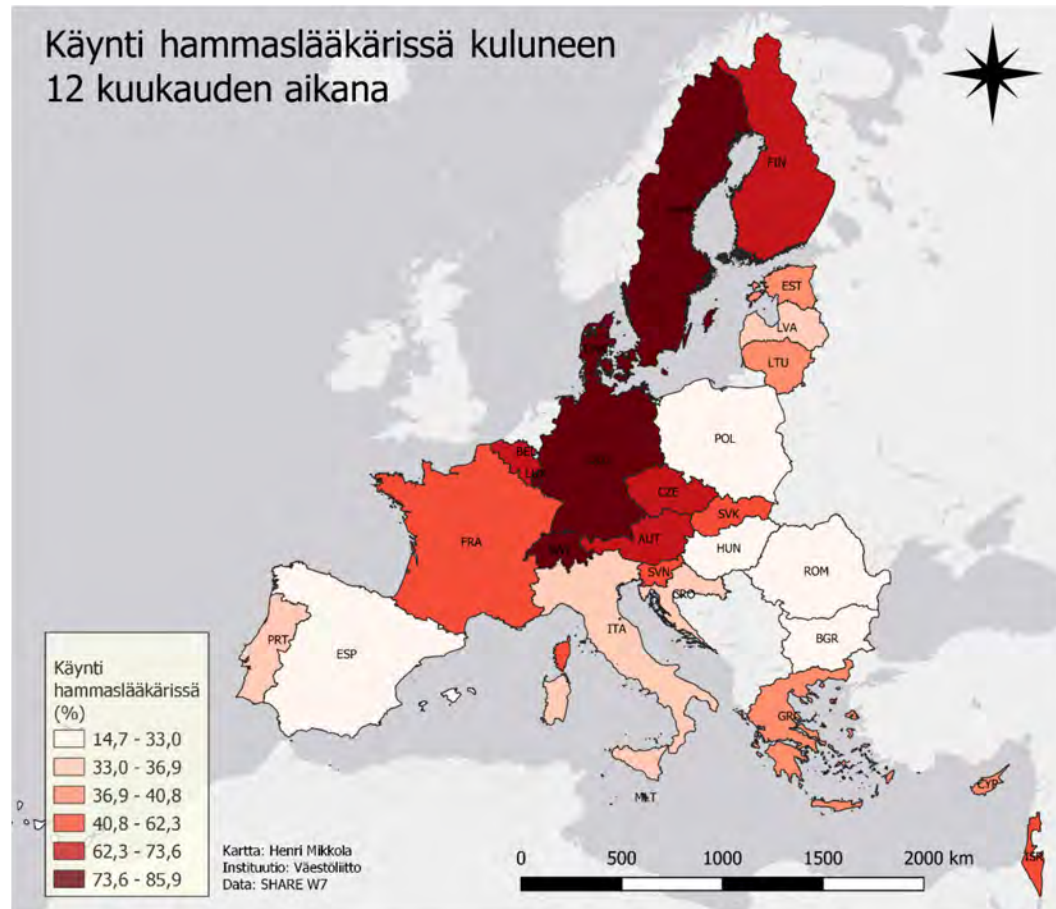 Käynti hammaslääkärissä kuluneen
12 kuukauden aikana
FIN
EST
LVA
LTU
POL
BEL
LUX
CZE
SVK
FRA
AUT
HUN
ROM
SVN
CRO
ITA
BGR
PRT
ESP
GRC
MLT
CYP
ISR
Käynti
hammaslääkärissä
(%)
14,7 - 33,0
33,0 - 36,9
36,9 - 40,8
40,8 - 62,3
62,3 - 73,6
73,6 - 85,9
Kartta: Henri Mikkola
Instituutio: Väestöliitto
Data: SHARE W7
0 500 1000 1500 2000 km